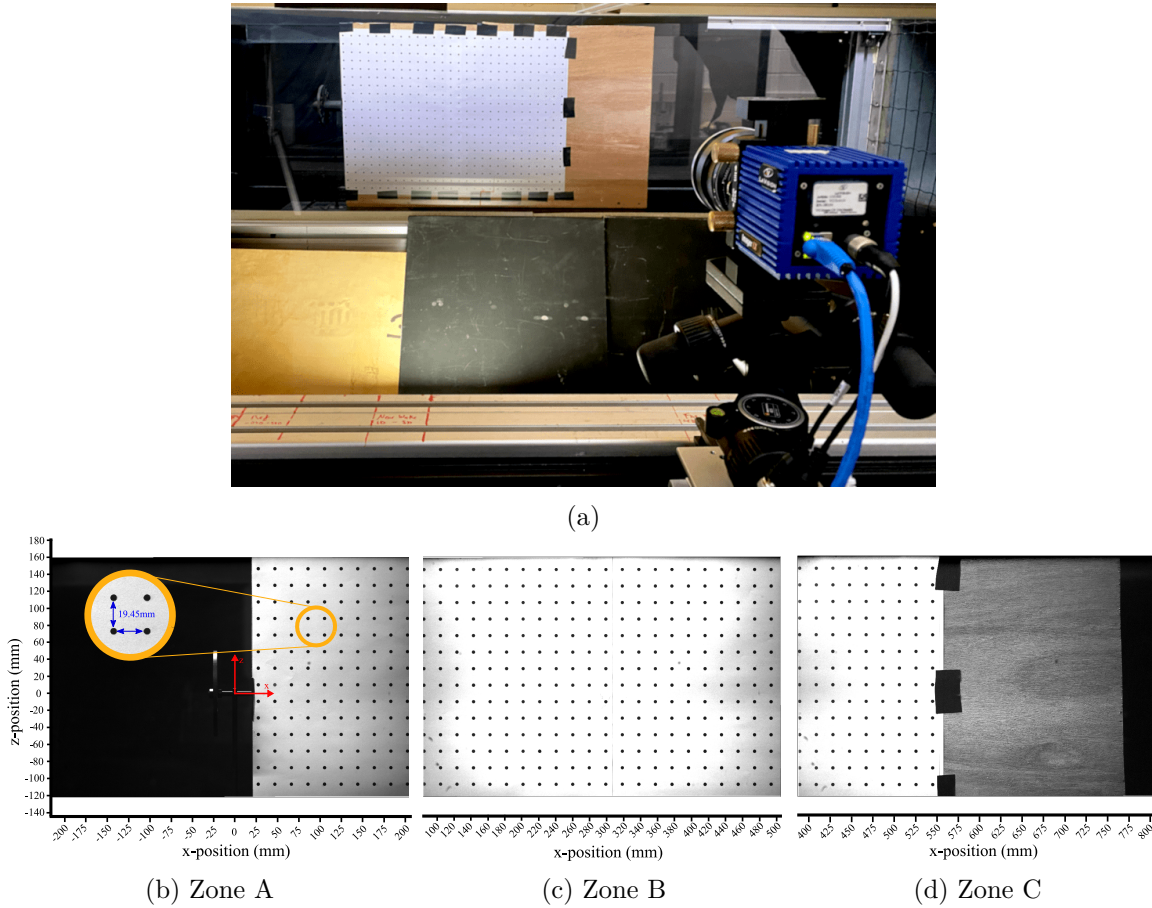 (a)
180
160
140
120
100
80
60
40
20
0
-20
-40
-60
-80
-100
-120
-140
z-position (mm)
19.45mm
z
x
-200 -175 -150 -125 -100 -75 -50 -25 0 25 50 75 100 125 150 175 200
x-position (mm)
(b) Zone A
100 120 140 160 180 200 220 240 260 280 300 320 340 360 380 400 420 440 460 480 500
x-position (mm)
(c) Zone B
400 425 450 475 500 525 550 575 600 625 650 675 700 725 750 775 800
x-position (mm)
(d) Zone C